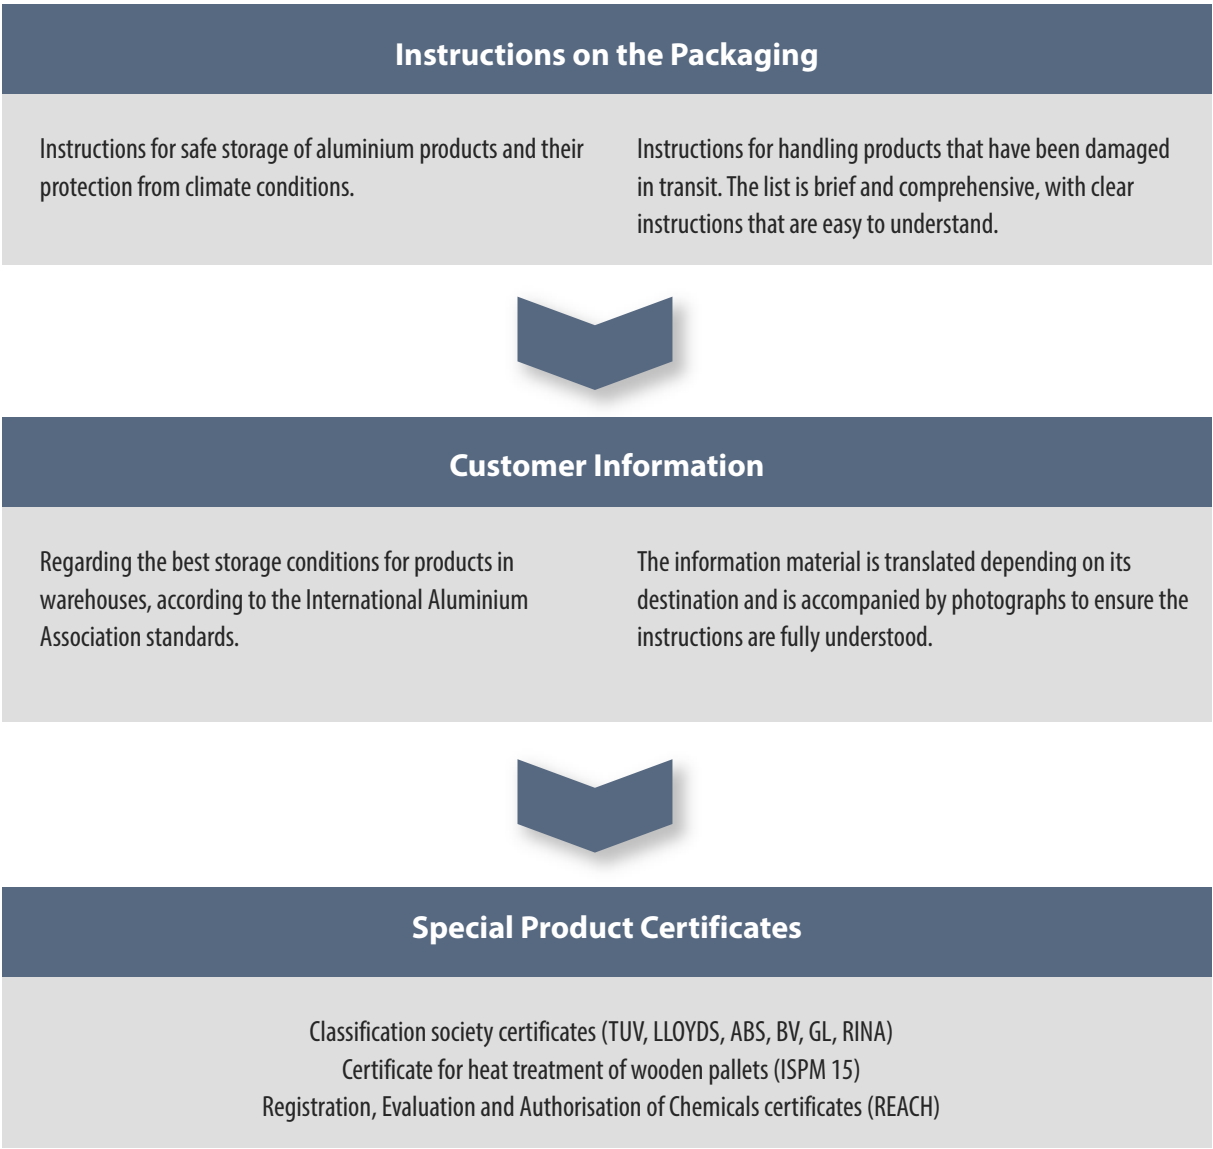 Instructions on the Packaging
Instructions for safe storage of aluminium products and their
protection from climate conditions.
Instructions for handling products that have been damaged
in transit. The list is brief and comprehensive, with clear
instructions that are easy to understand.
Customer Information
Regarding the best storage conditions for products in
warehouses, according to the International Aluminium
Association standards.
The information material is translated depending on its
destination and is accompanied by photographs to ensure the
instructions are fully understood.
Special Product Certificates
Classification society certificates (TUV, LLOYDS, ABS, BV, GL, RINA)
Certificate for heat treatment of wooden pallets (ISPM 15)
Registration, Evaluation and Authorisation of Chemicals certificates (REACH)